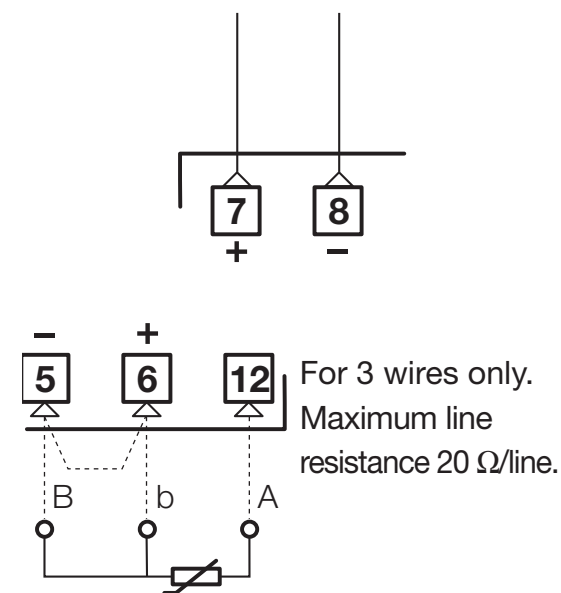 7 8
+ −
− +
5 6 12
For 3 wires only.
Maximum line
resistance 20 Ω/line.
B b A